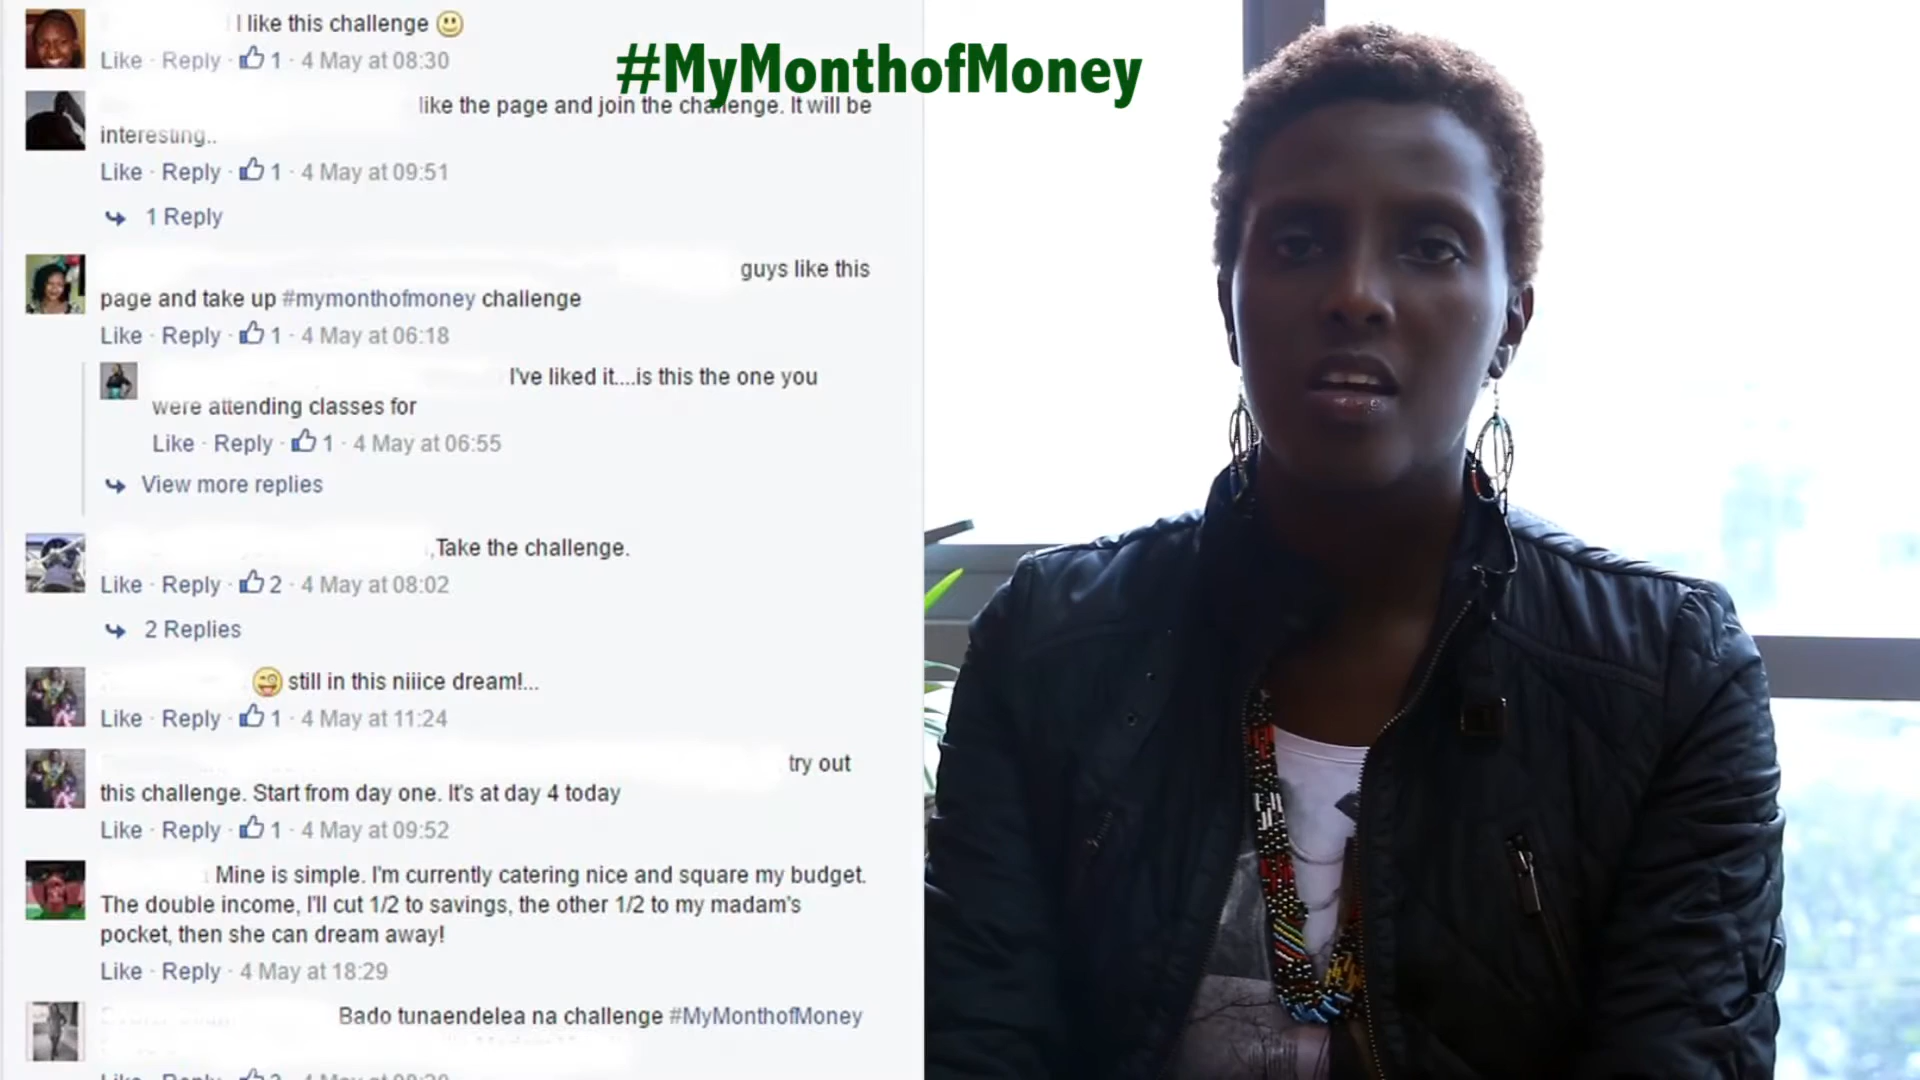 I like this challenge
Like · Reply · 1 · 4 May at 08:30
#MyMonthofMoney
like the page and join the challenge. It will be
interesting..
Like · Reply · 1 · 4 May at 09:51
1 Reply
guys like this
page and take up #mymonthofmoney challenge
Like · Reply · 1 · 4 May at 06:18
I've liked it....is this the one you
were attending classes for
Like · Reply · 1 · 4 May at 06:55
View more replies
,Take the challenge.
Like · Reply · 2 · 4 May at 08:02
2 Replies
still in this niiice dream!...
Like · Reply · 1 · 4 May at 11:24
try out
this challenge. Start from day one. It's at day 4 today
Like · Reply · 1 · 4 May at 09:52
Mine is simple. I'm currently catering nice and square my budget.
The double income, I'll cut 1/2 to savings, the other 1/2 to my madam's
pocket, then she can dream away!
Like · Reply · 4 May at 18:29
Bado tunaendelea na challenge #MyMonthofMoney